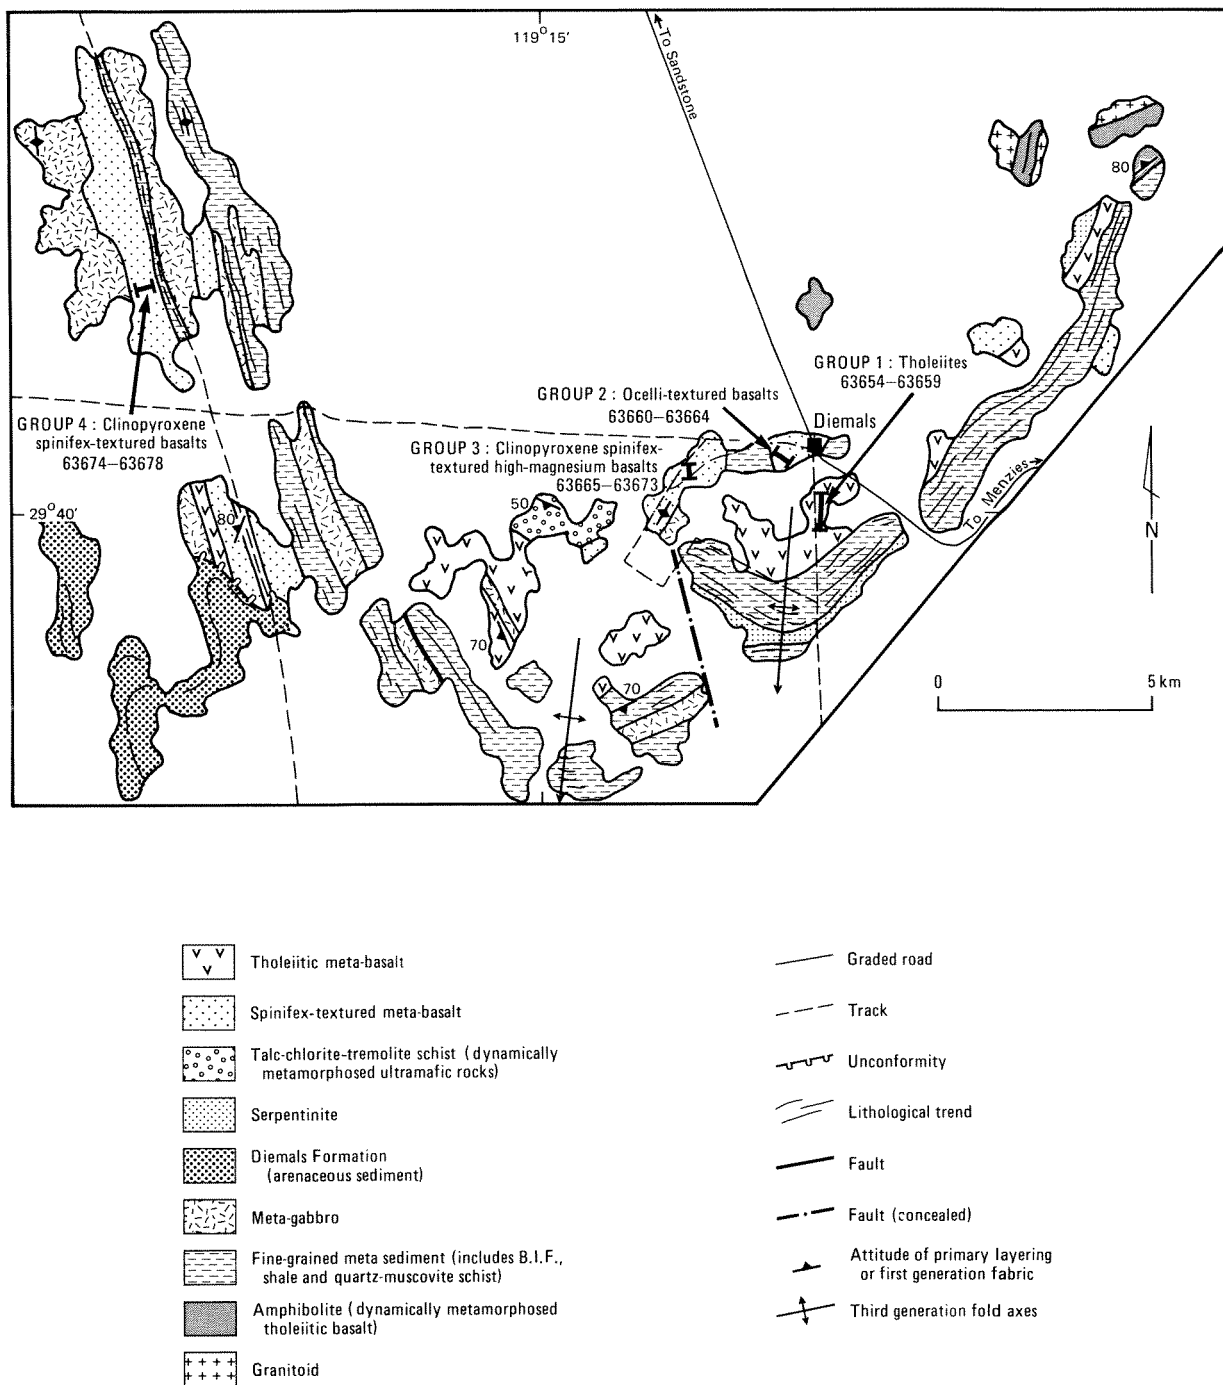 119°15'
To Sandstone
80
GROUP 1 : Tholeiites
63654–63659
GROUP 2 : Ocelli-textured basalts
63660–63664
Diemals
GROUP 4 : Clinopyroxene
spinifex-textured basalts
63674–63678
GROUP 3 : Clinopyroxene spinifex-
textured high-magnesium basalts
63665–63673
To Menzies
29°40'
80
50
N
70
70
0
5 km
Tholeiitic meta-basalt
Spinifex-textured meta-basalt
Talc-chlorite-tremolite schist (dynamically
metamorphosed ultramafic rocks)
Serpentinite
Diemals Formation
(arenaceous sediment)
Meta-gabbro
Fine-grained meta sediment (includes B.I.F.,
shale and quartz-muscovite schist)
Amphibolite (dynamically metamorphosed
tholeiitic basalt)
Granitoid
Graded road
Track
Unconformity
Lithological trend
Fault
Fault (concealed)
Attitude of primary layering
or first generation fabric
Third generation fold axes